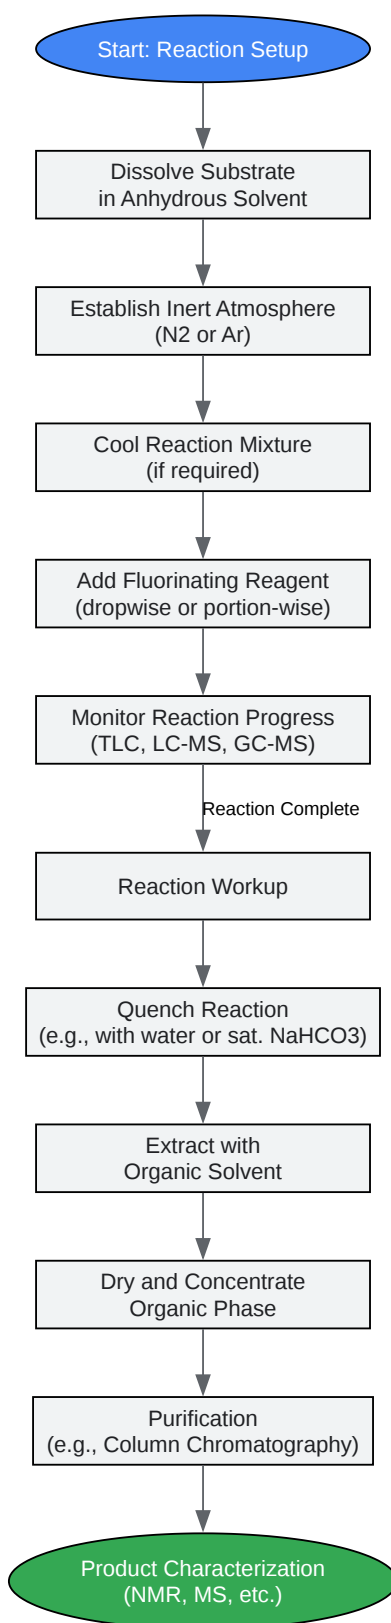 Start: Reaction Setup
Dissolve Substrate
in Anhydrous Solvent
Establish Inert Atmosphere
(N2 or Ar)
Cool Reaction Mixture
(if required)
Add Fluorinating Reagent
(dropwise or portion-wise)
Monitor Reaction Progress
(TLC, LC-MS, GC-MS)
Reaction Complete
Reaction Workup
Quench Reaction
(e.g., with water or sat. NaHCO3)
Extract with
Organic Solvent
Dry and Concentrate
Organic Phase
Purification
(e.g., Column Chromatography)
Product Characterization
(NMR, MS, etc.)